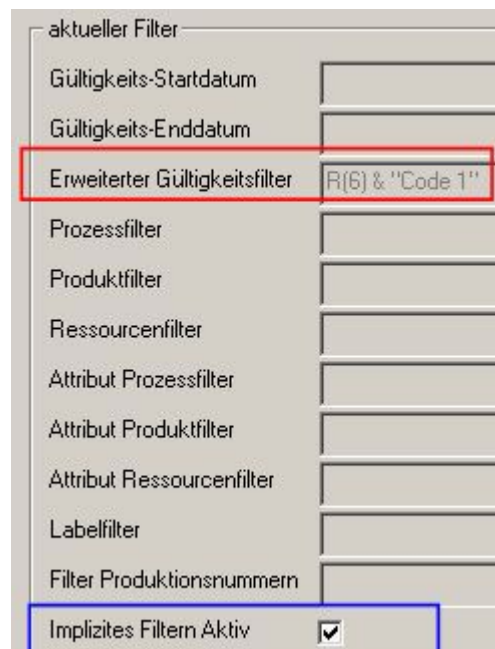 aktueller Filter
Gültigkeits-Startdatum
Gültigkeits-Enddatum
Erweiterter Gültigkeitsfilter R(6) & "Code 1"
Prozessfilter
Produktfilter
Ressourcenfilter
Attribut Prozessfilter
Attribut Produktfilter
Attribut Ressourcenfilter
Labelfilter
Filter Produktionsnummern
Implizites Filtern Aktiv